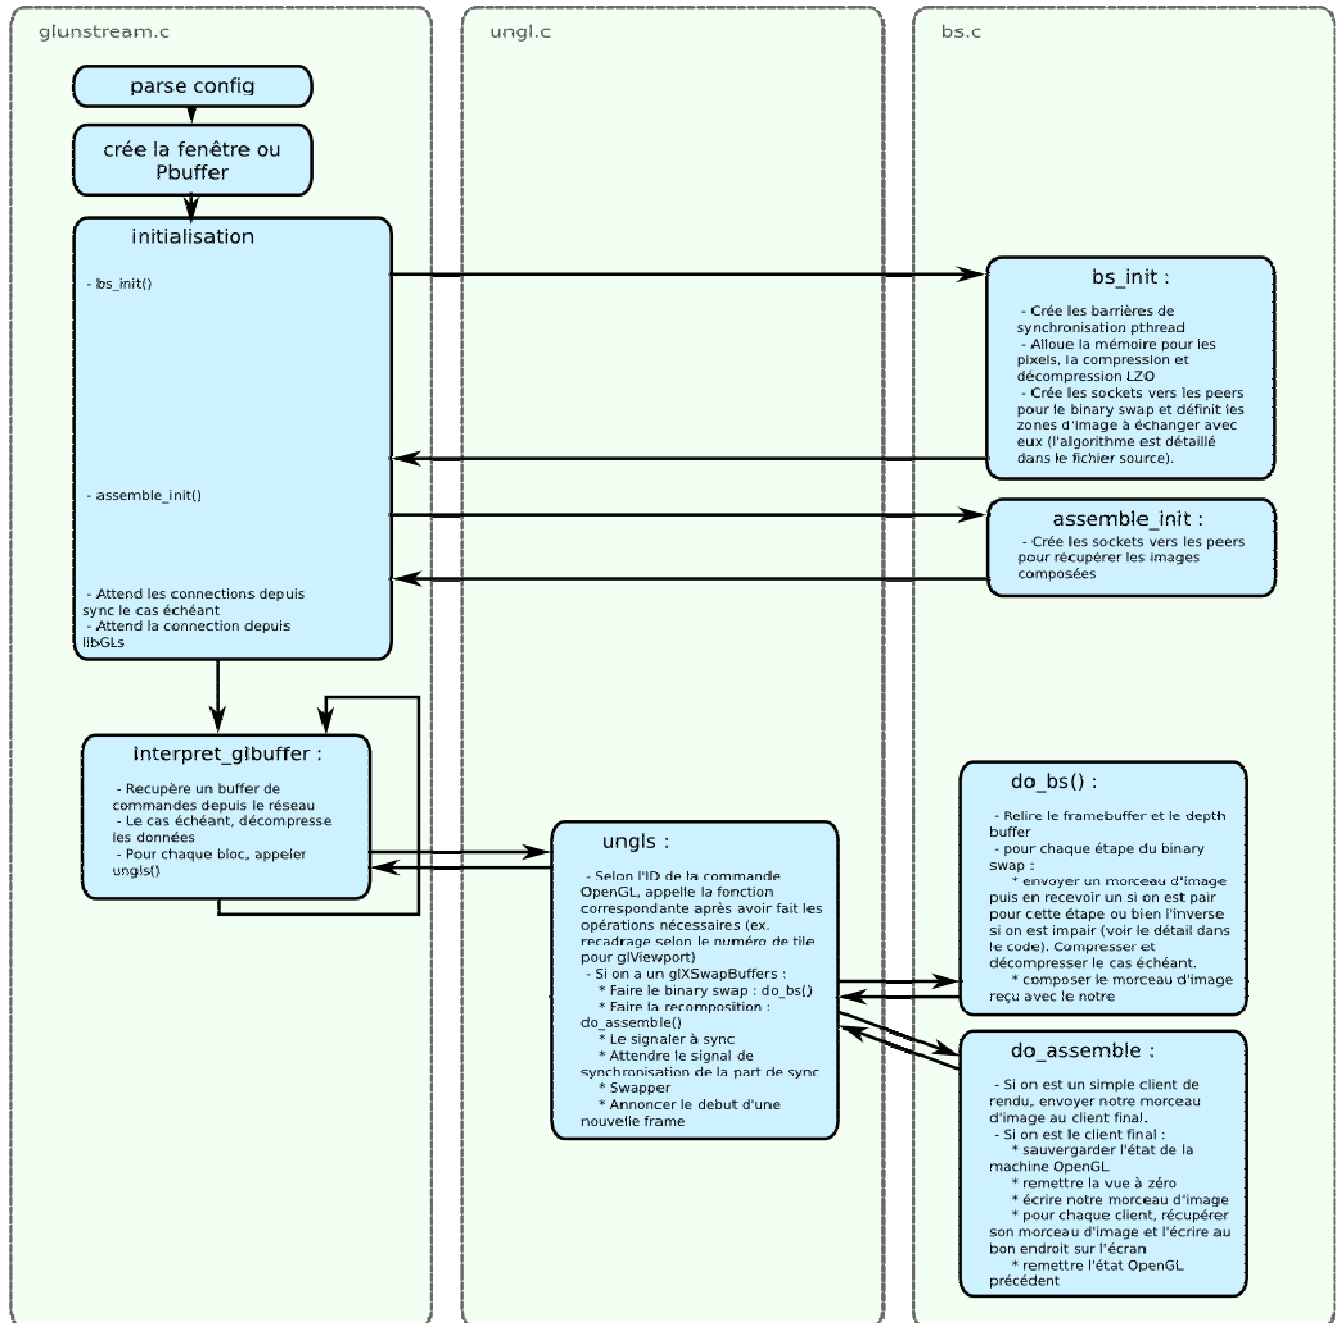 glunstream.c
parse config
crée la fenêtre ou
Pbuffer
initialisation
- bs_init()
- assemble_init()
- Attend les connections depuis
sync le cas échéant
- Attend la connection depuis
libGLs
interpret_glbuffer :
- Recupère un buffer de
commandes depuis le réseau
- Le cas échéant, décompresse
les données
- Pour chaque bloc, appeler
ungls()
ungl.c
ungls :
- Selon l'ID de la commande
OpenGL, appelle la fonction
correspondante après avoir fait les
opérations nécessaires (ex.
recadrage selon le numéro de tile
pour glViewport)
- Si on a un glXSwapBuffers :
* Faire le binary swap : do_bs()
* Faire la recomposition :
do_assemble()
* Le signaler à sync
* Attendre le signal de
synchronisation de la part de sync
* Swapper
* Annoncer le debut d'une
nouvelle frame
bs.c
bs_init :
- Crée les barrières de
synchronisation pthread
- Alloue la mémoire pour les
pixels, la compression et
décompression LZO
- Crée les sockets vers les peers
pour le binary swap et définit les
zones d'image à échanger avec
eux (l'algorithme est détaillé
dans le fichier source).
assemble_init :
- Crée les sockets vers les peers
pour récupérer les images
composées
do_bs() :
- Relire le framebuffer et le depth
buffer
- pour chaque étape du binary
swap :
* envoyer un morceau d'image
puis en recevoir un si on est pair
pour cette étape ou bien l'inverse
si on est impair (voir le détail dans
le code). Compresser et
décompresser le cas échéant.
* composer le morceau d'image
reçu avec le notre
do_assemble :
- Si on est un simple client de
rendu, envoyer notre morceau
d'image au client final.
- Si on est le client final :
* sauvergarder l'état de la
machine OpenGL
* remettre la vue à zéro
* écrire notre morceau d'image
* pour chaque client, récupérer
son morceau d'image et l'écrire au
bon endroit sur l'écran
* remettre l'état OpenGL
précédent